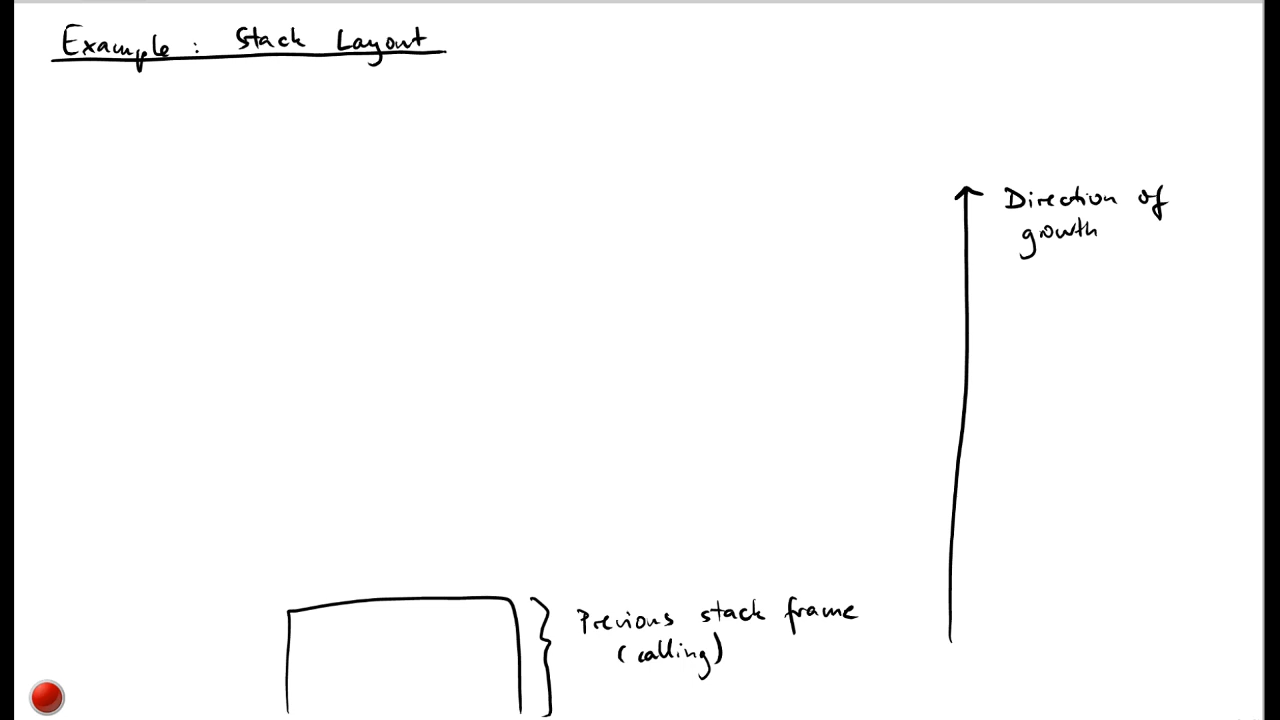 Example: Stack Layout
Direction of
growth
Previous stack frame
(calling)